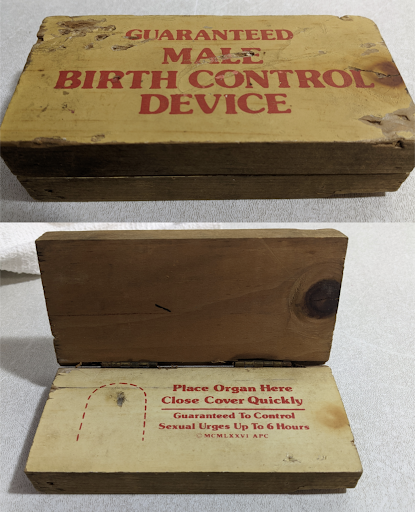 GUARANTEED
MALE
BIRTH CONTROL
DEVICE
Place Organ Here
Close Cover Quickly
Guaranteed To Control
Sexual Urges Up To 6 Hours
© MCMLXXVI APC